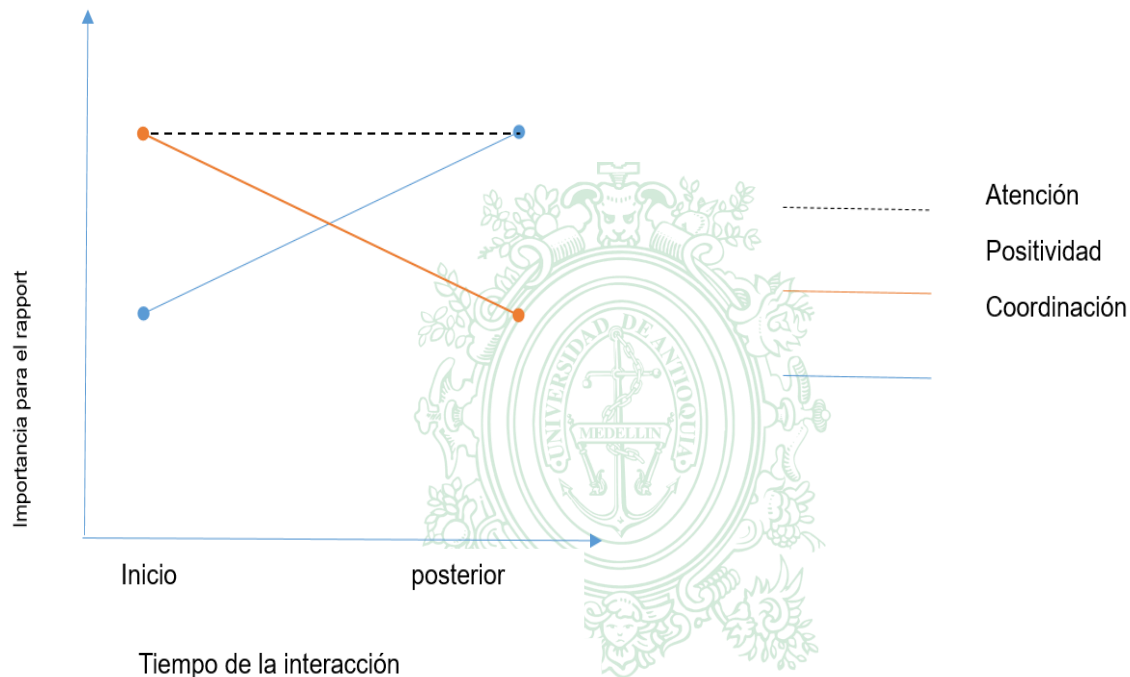 Importancia para el rapport
Inicio
posterior
Tiempo de la interacción
Atención
Positividad
Coordinación
UNIVERSIDAD DE ANTIOQUIA
MEDELLIN